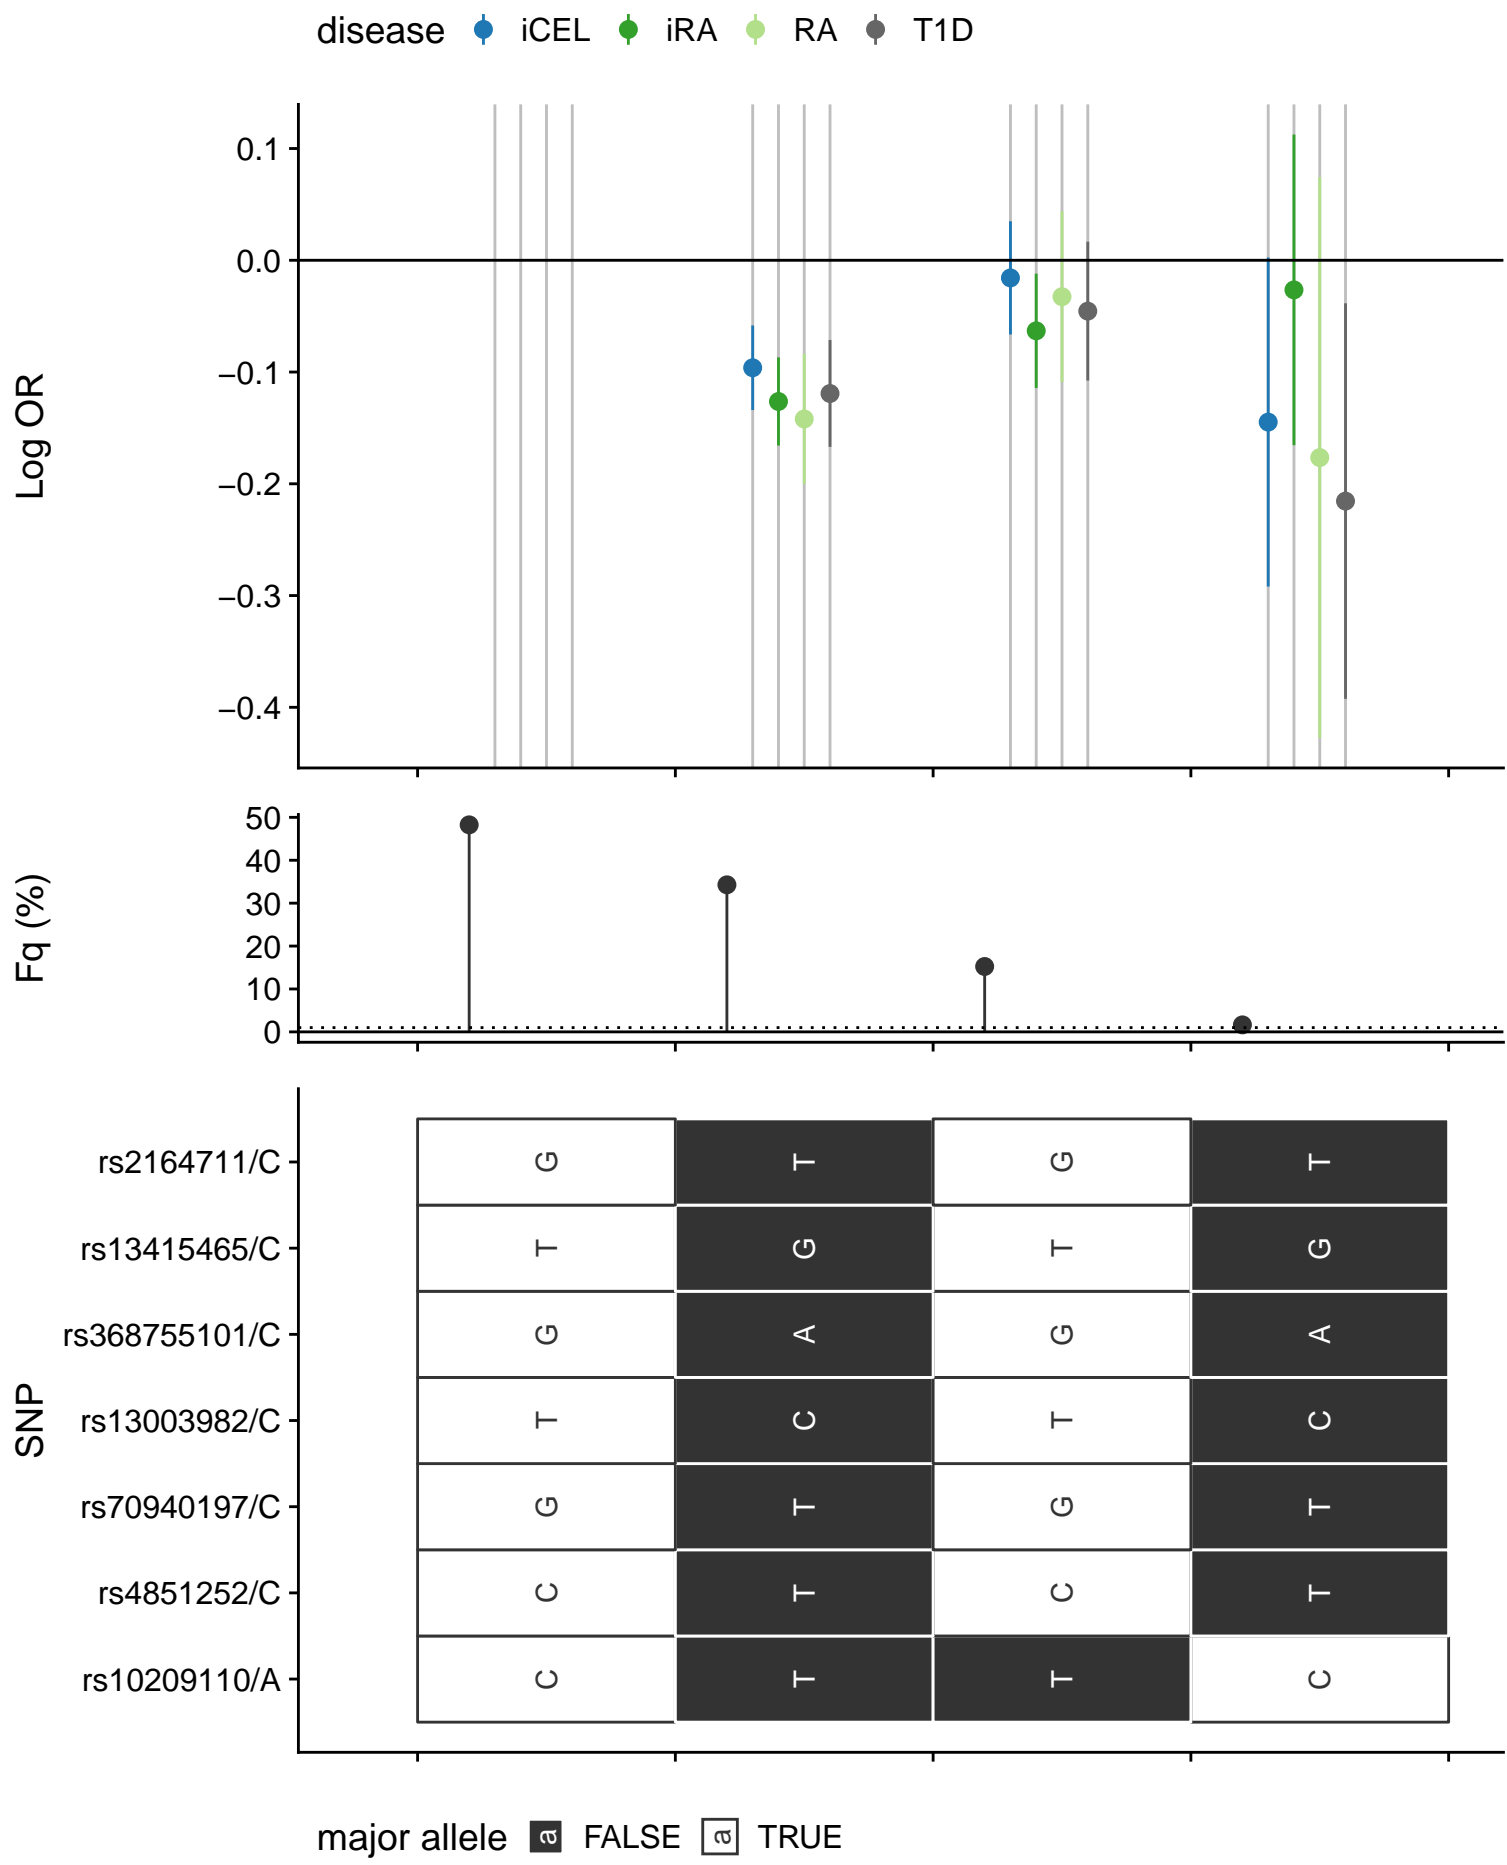 disease iCEL iRA RA T1D
Log OR
0.1
0.0
−0.1
−0.2
−0.3
−0.4
Fq (%)
50
40
30
20
10
0
SNP
rs2164711/C G T G T
rs13415465/C T G T G
rs368755101/C G A G A
rs13003982/C T C T C
rs70940197/C G T G T
rs4851252/C C T C T
rs10209110/A C T T C
major allele a FALSE a TRUE